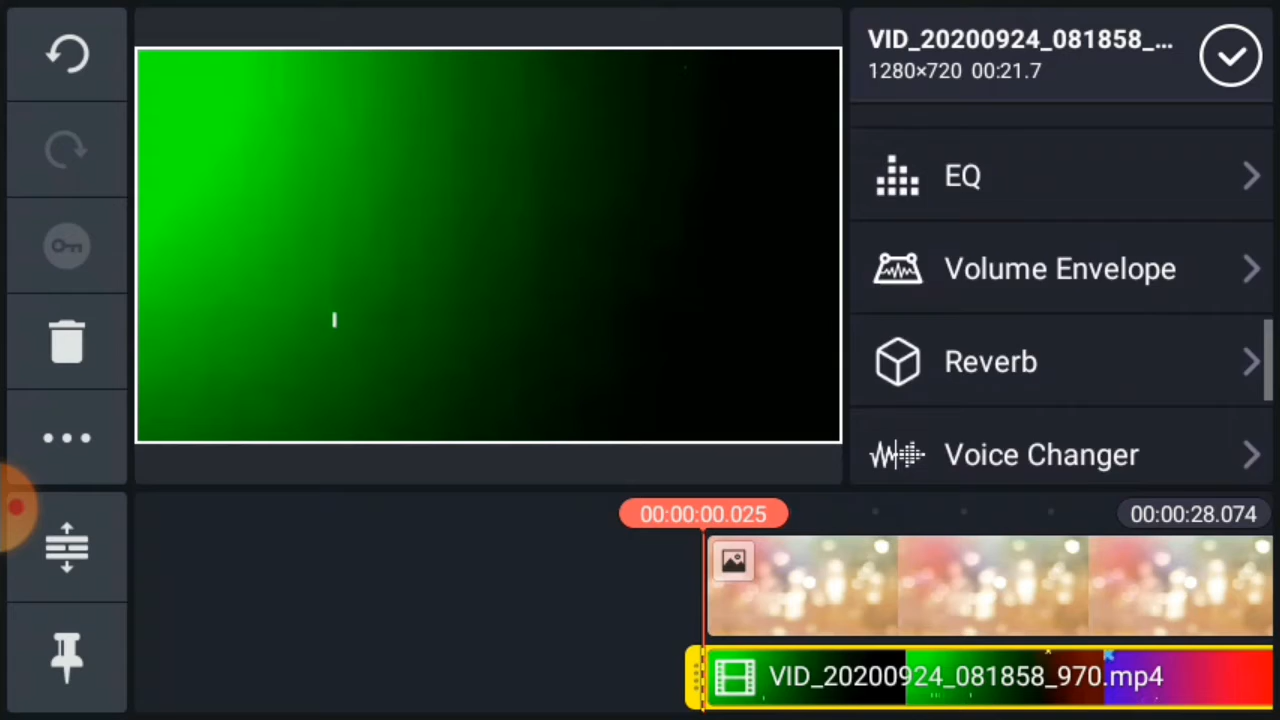 VID_20200924_081858_...
1280×720 00:21.7
EQ
Volume Envelope
Reverb
Voice Changer
00:00:00.025
00:00:28.074
VID_20200924_081858_970.mp4